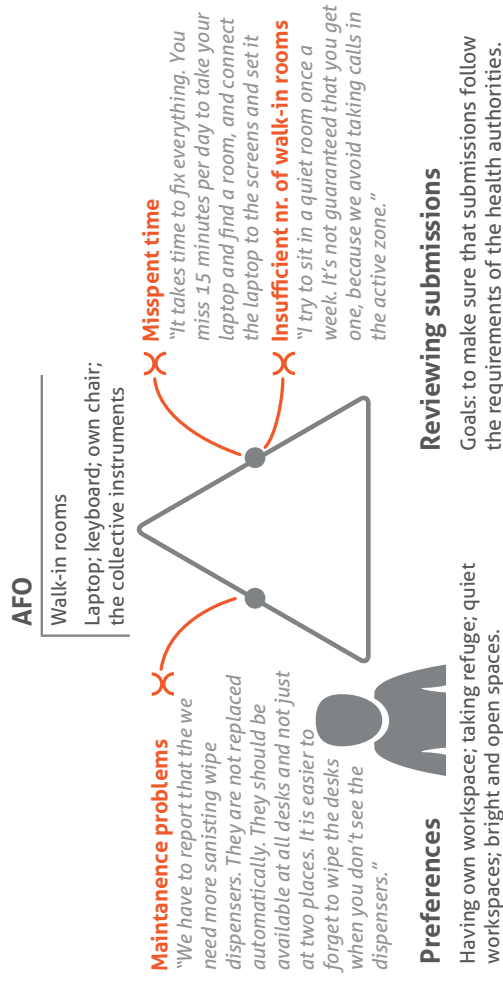 AFO
Walk-in rooms
Laptop; keyboard; own chair;
the collective instruments
Maintanence problems
“We have to report that the we
need more sanisting wipe
dispensers. They are not replaced
automatically. They should be
available at all desks and not just
at two places. It is easier to
forget to wipe the desks
when you don’t see the
dispensers.”
Misspent time
“It takes time to fix everything. You
miss 15 minutes per day to take your
laptop and find a room, and connect
the laptop to the screens and set it
Insufficient nr. of walk-in rooms
“I try to sit in a quiet room once a
week. It’s not guaranteed that you get
one, because we avoid taking calls in
the active zone.”
Preferences
Having own workspace; taking refuge; quiet
workspaces; bright and open spaces.
Reviewing submissions
Goals: to make sure that submissions follow
the requirements of the health authorities.